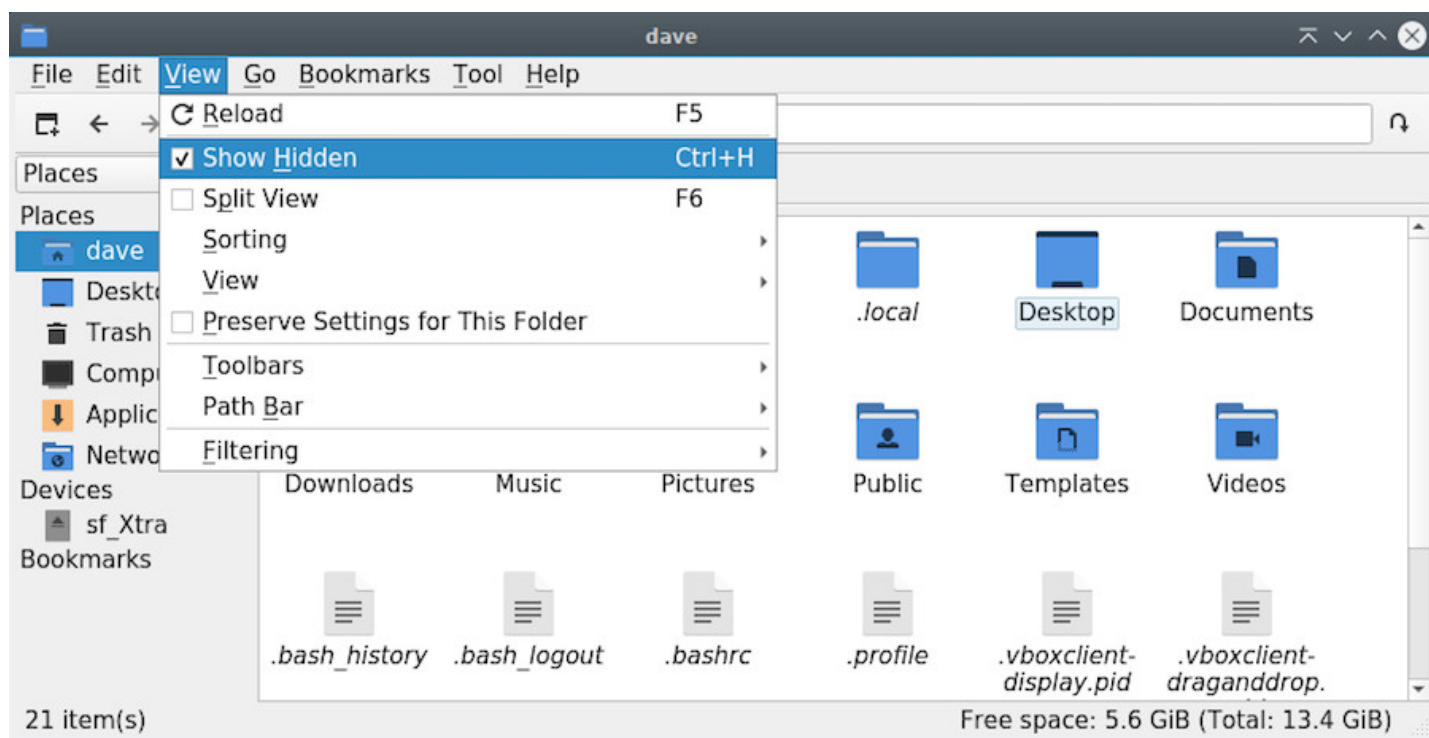 dave
File Edit View Go Bookmarks Tool Help
Reload F5
Show Hidden Ctrl+H
Split View F6
Sorting
View
Preserve Settings for This Folder
Toolbars
Path Bar
Filtering
Places
Places
dave
Trash
Devices
sf_Xtra
Bookmarks
.local Desktop Documents
Downloads Music Pictures Public Templates Videos
.bash_history .bash_logout .bashrc .profile .vboxclient- .vboxclient-
display.pid draganddrop.
21 item(s) Free space: 5.6 GiB (Total: 13.4 GiB)